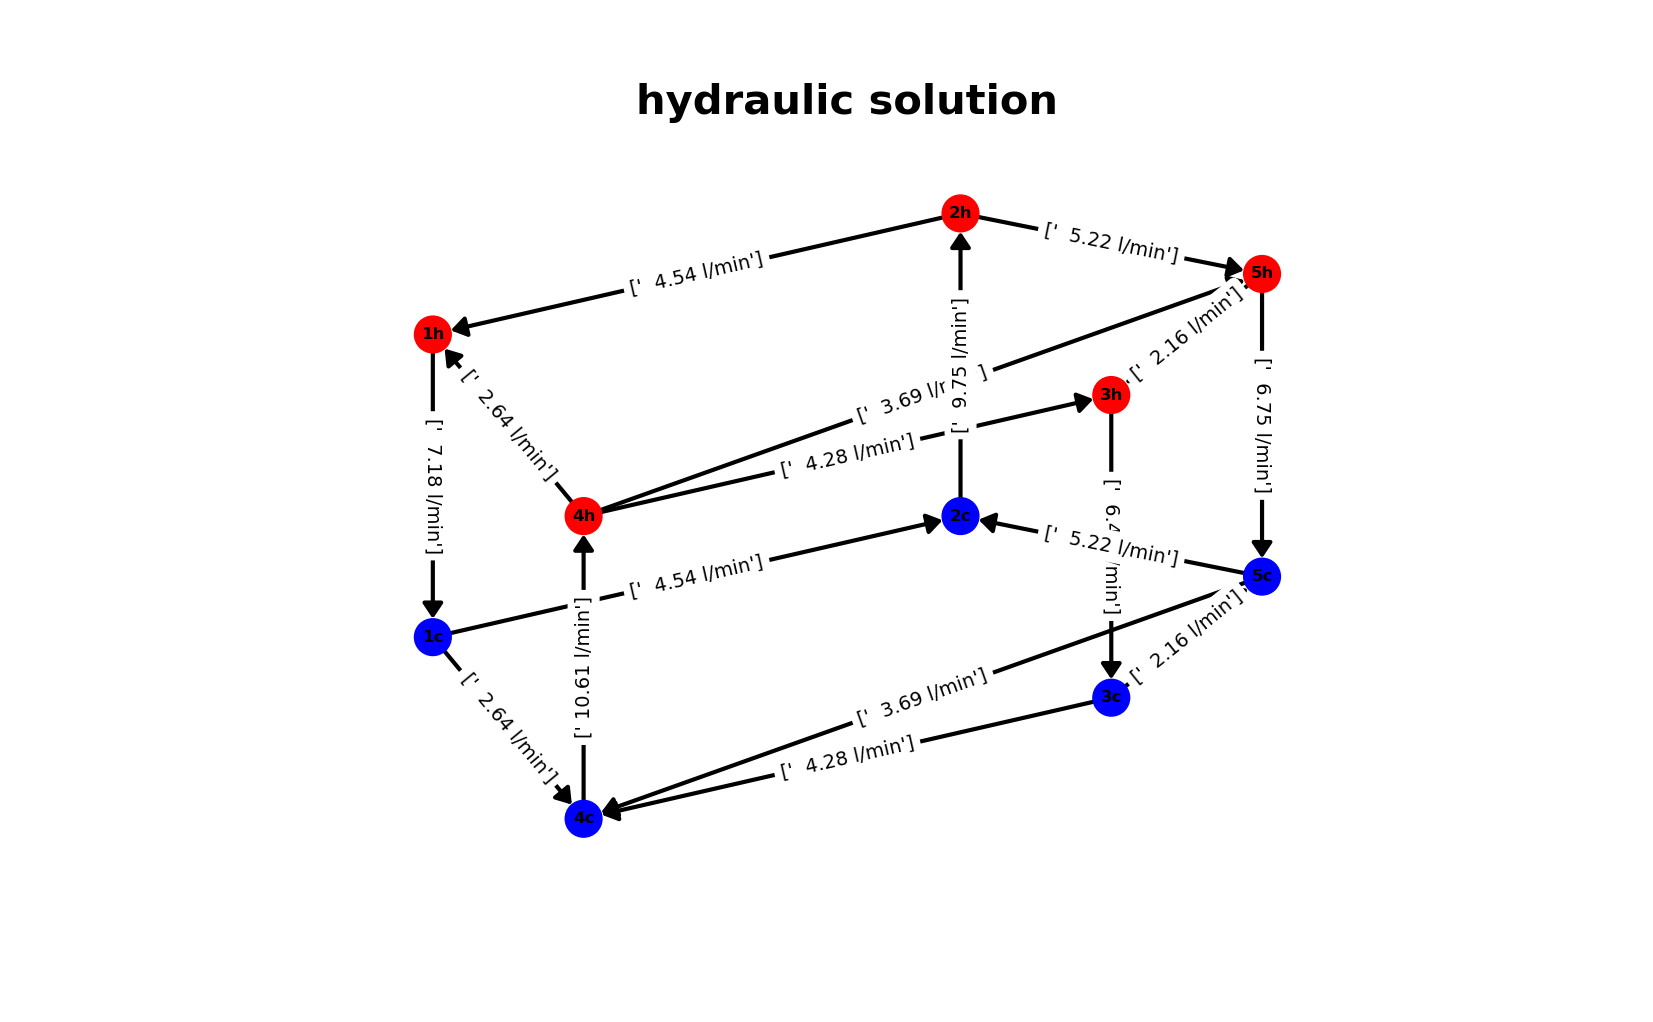 hydraulic solution
2h
['  5.22 l/min']
['  4.54 l/min']
5h
1h
['  2.16 l/min']
['  9.75 l/min']
['  3.69 l/
]
3h
['  2.64 l/min']
['  6.75 l/min']
['  7.18 l/min']
['  4.28 l/min']
4h
2c
['  6.4
min']
['  5.22 l/min']
['  4.54 l/min']
5c
['  10.61 l/min']
1c
['  2.16 l/min']
['  2.64 l/min']
['  3.69 l/min']
3c
['  4.28 l/min']
4c